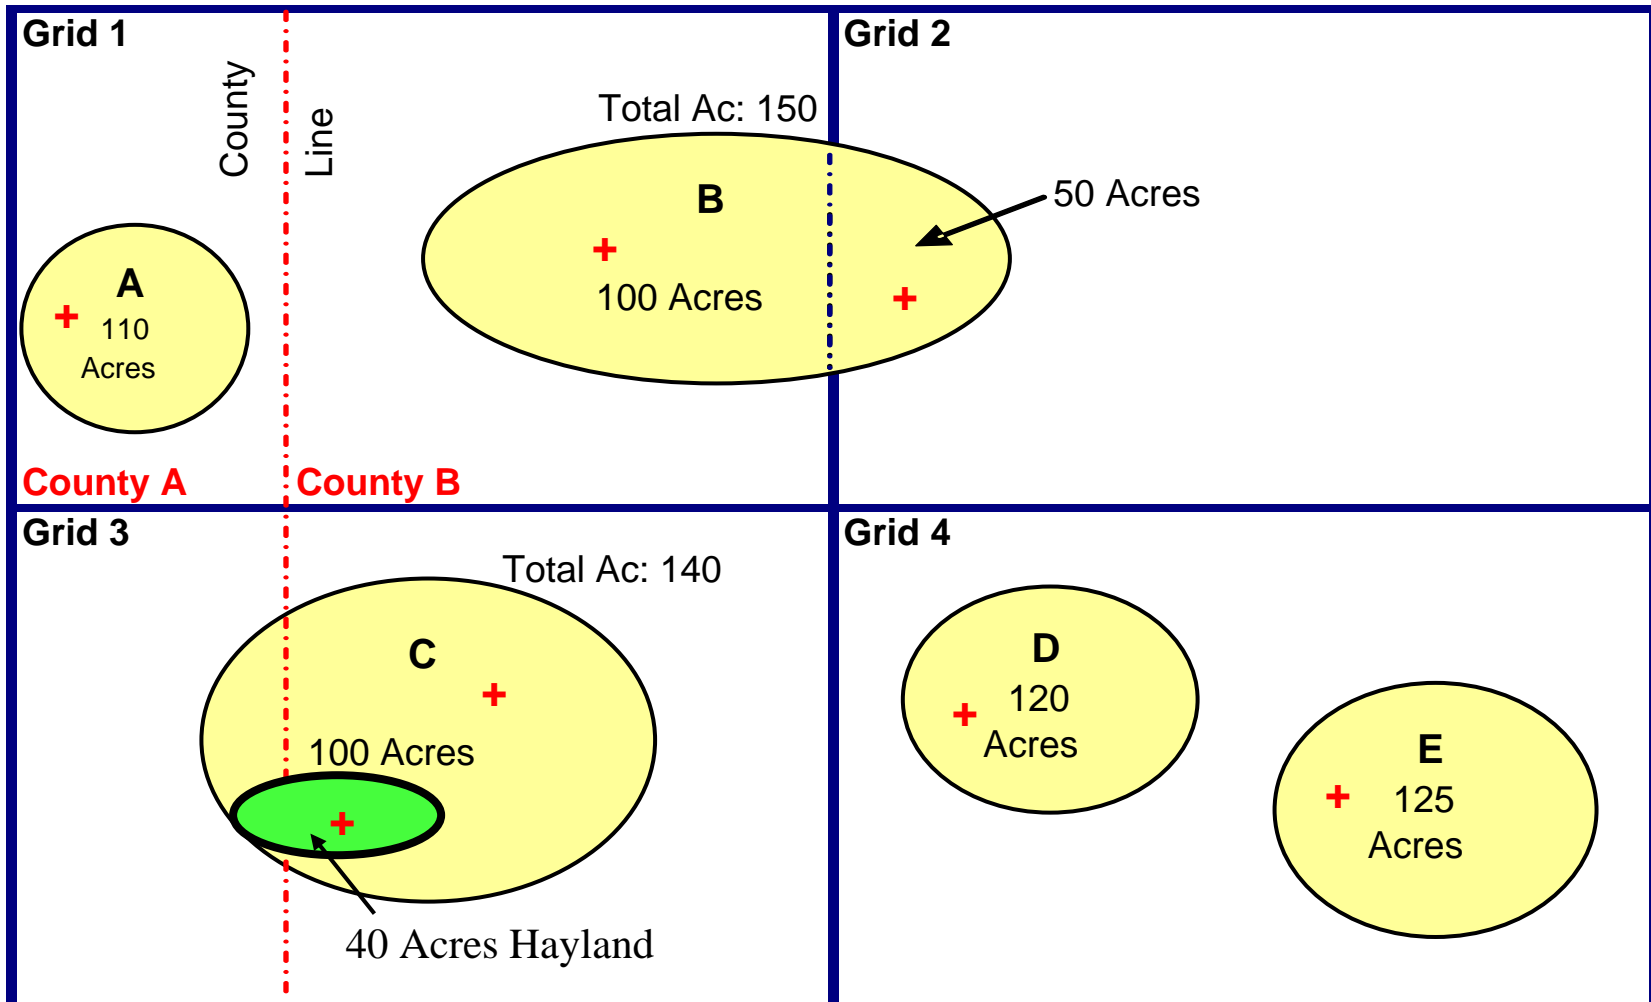 Grid 1
County
Line
Total Ac: 150
B
100 Acres
50 Acres
A
110
Acres
County A
County B
Grid 2
Grid 3
Total Ac: 140
C
100 Acres
40 Acres Hayland
Grid 4
D
120
Acres
E
125
Acres